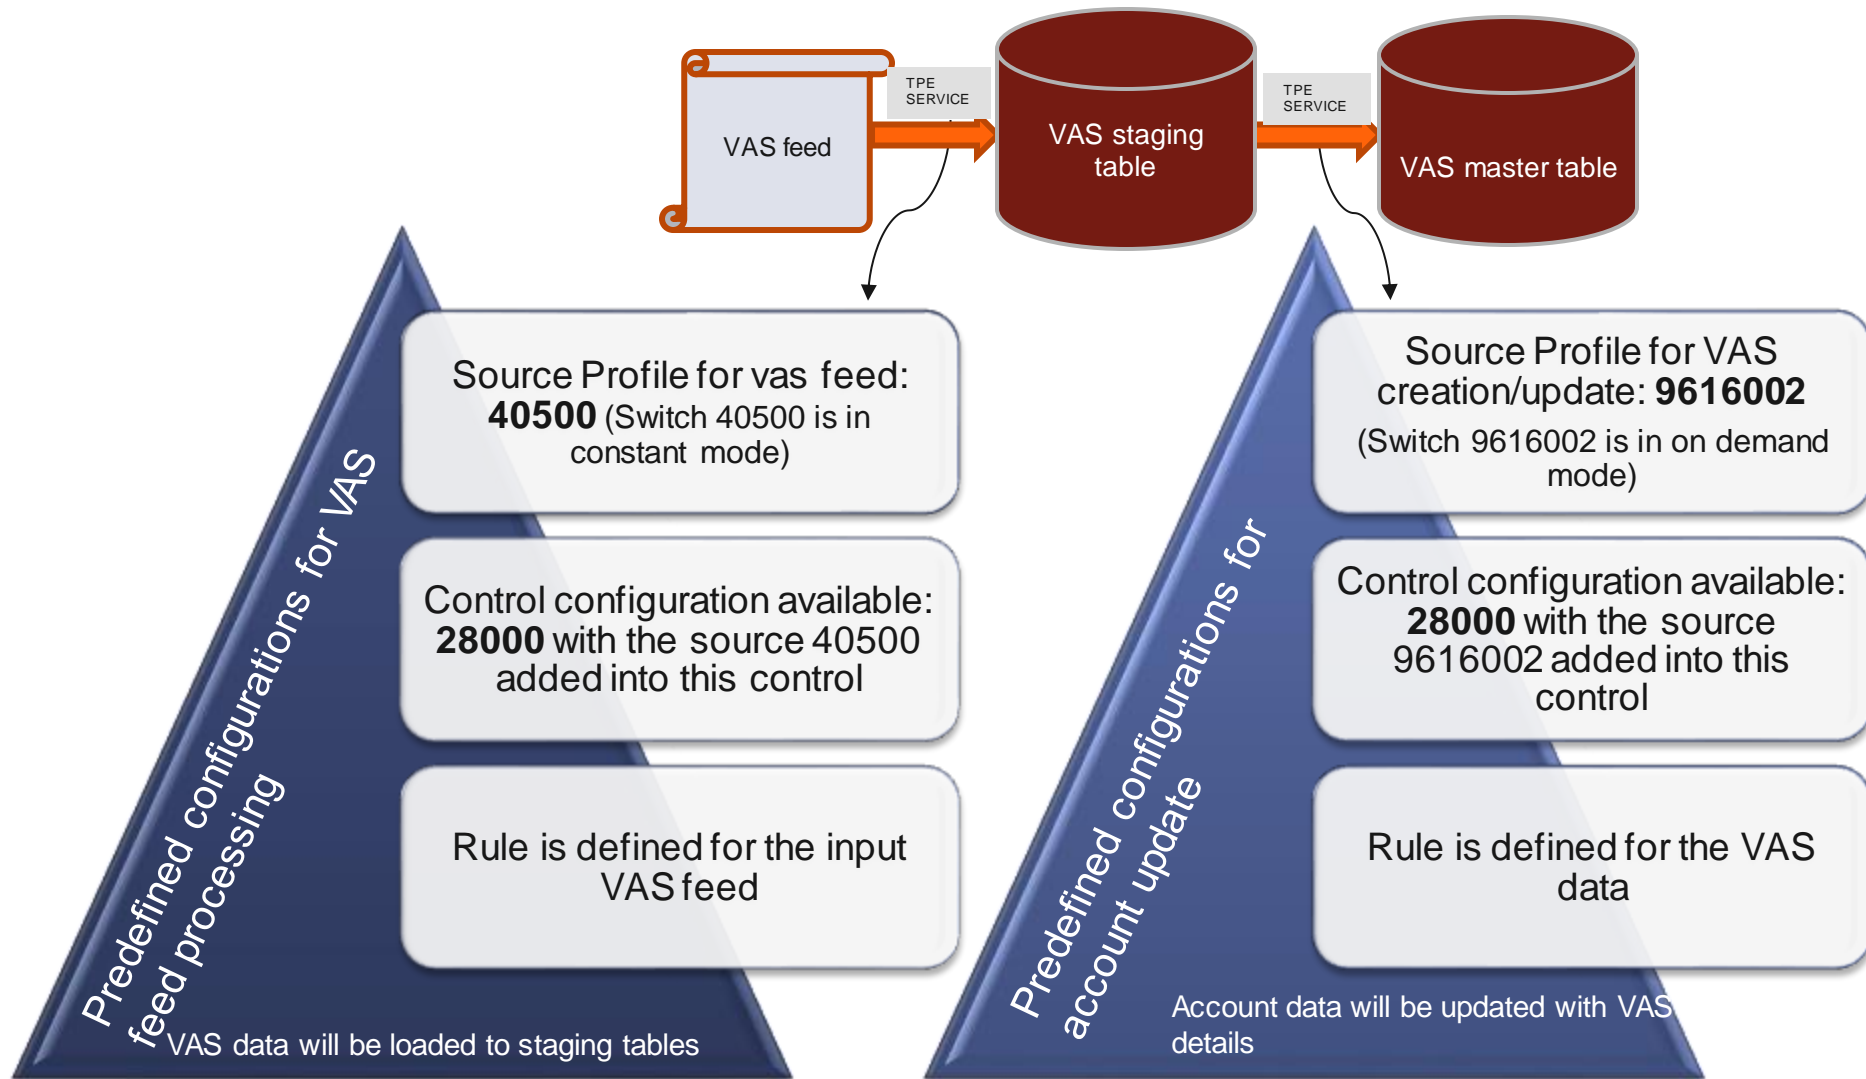 TPE
SERVICE
TPE
SERVICE
VAS feed
VAS staging
table
VAS master table
Predefined configurations for VAS
feed processing
Source Profile for vas feed:
40500 (Switch 40500 is in
constant mode)
Control configuration available:
28000 with the source 40500
added into this control
Rule is defined for the input
VAS feed
VAS data will be loaded to staging tables
Predefined configurations for
account update
Source Profile for VAS
creation/update: 9616002
(Switch 9616002 is in on demand
mode)
Control configuration available:
28000 with the source
9616002 added into this
control
Rule is defined for the VAS
data
Account data will be updated with VAS
details